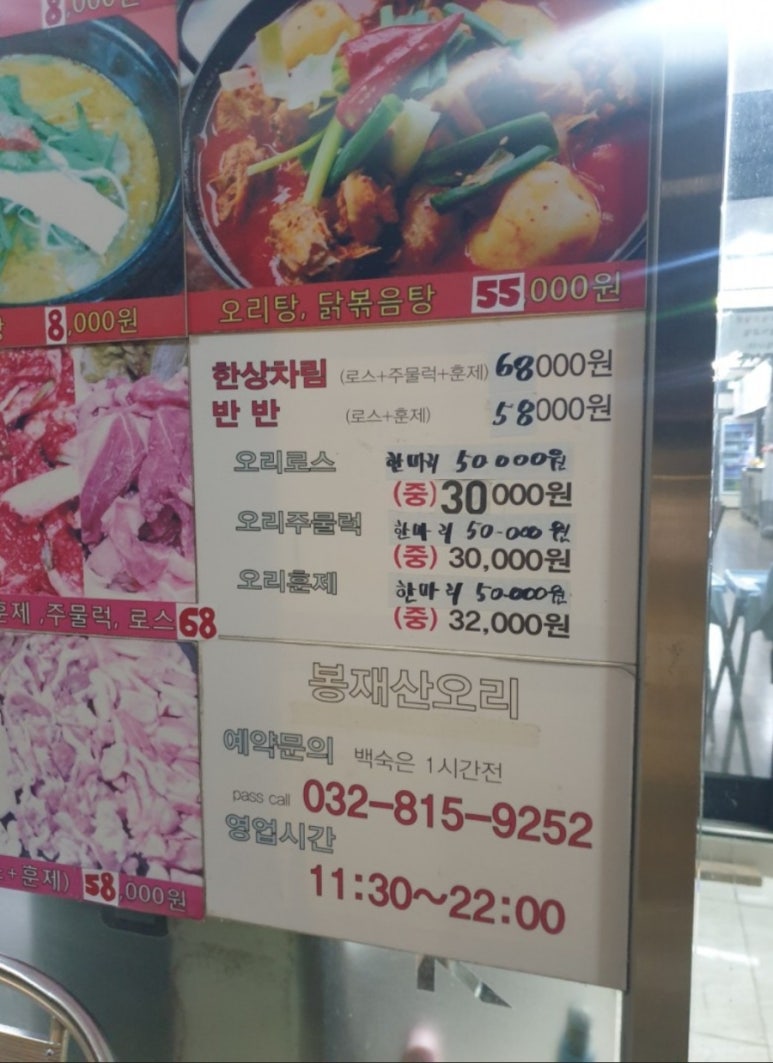 8,000원
8,000원
오리탕, 닭볶음탕 55,000원
한상차림 (로스+주물럭+훈제) 68000원
반 반 (로스+훈제) 58000원
오리로스 한마리 50.000원
(중) 30000원
오리주물럭 한마리 50.000원
(중) 30,000원
오리훈제 한마리 50.000원
(중) 32,000원
훈제 ,주물럭, 로스 68
봉재산오리
예약문의 백숙은 1시간전
pass call 032-815-9252
영업시간
11:30~22:00
+훈제) 58,000원